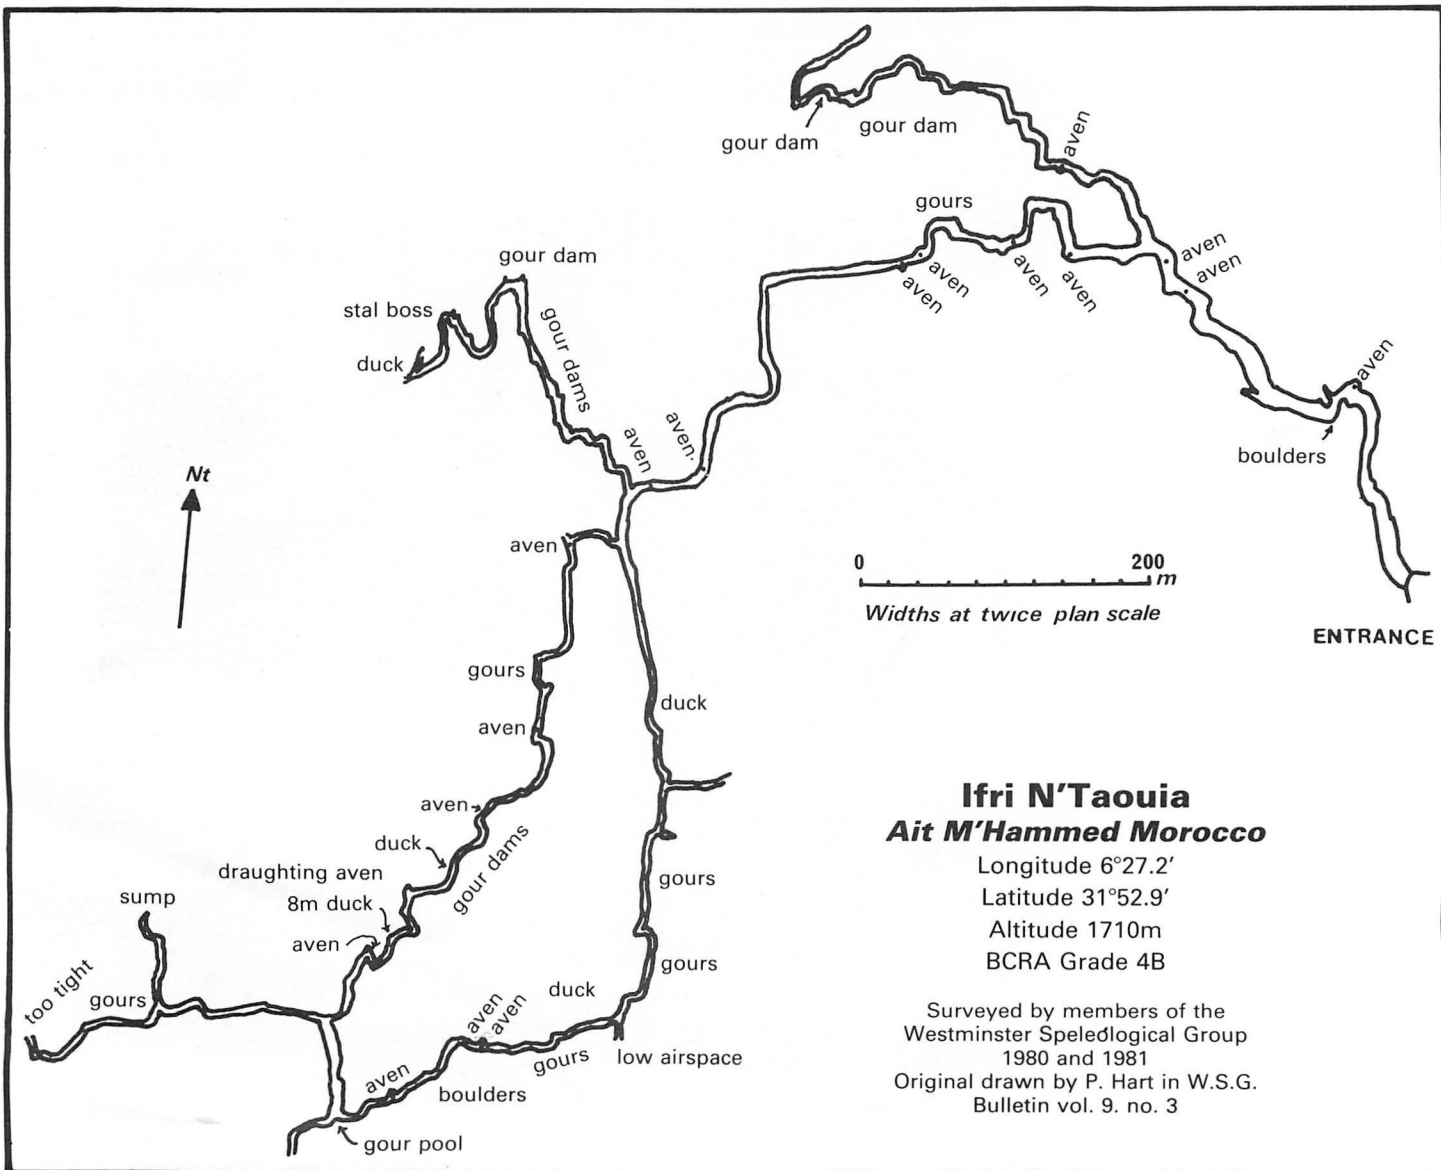 gour dam
gour dam
aven
gours
aven
aven
aven
aven
aven
aven
gour dam
stal boss
duck
gour dams
aven
aven
aven
boulders
Nt
aven
0 200
m
Widths at twice plan scale
ENTRANCE
gours
aven
duck
aven
duck
gour dams
draughting aven
8m duck
aven
sump
too tight
gours
gours
gours
duck
aven
aven
gours
low airspace
aven
boulders
gour pool
Ifri N'Taouia
Ait M'Hammed Morocco
Longitude 6°27.2′
Latitude 31°52.9′
Altitude 1710m
BCRA Grade 4B
Surveyed by members of the
Westminster Speleological Group
1980 and 1981
Original drawn by P. Hart in W.S.G.
Bulletin vol. 9. no. 3